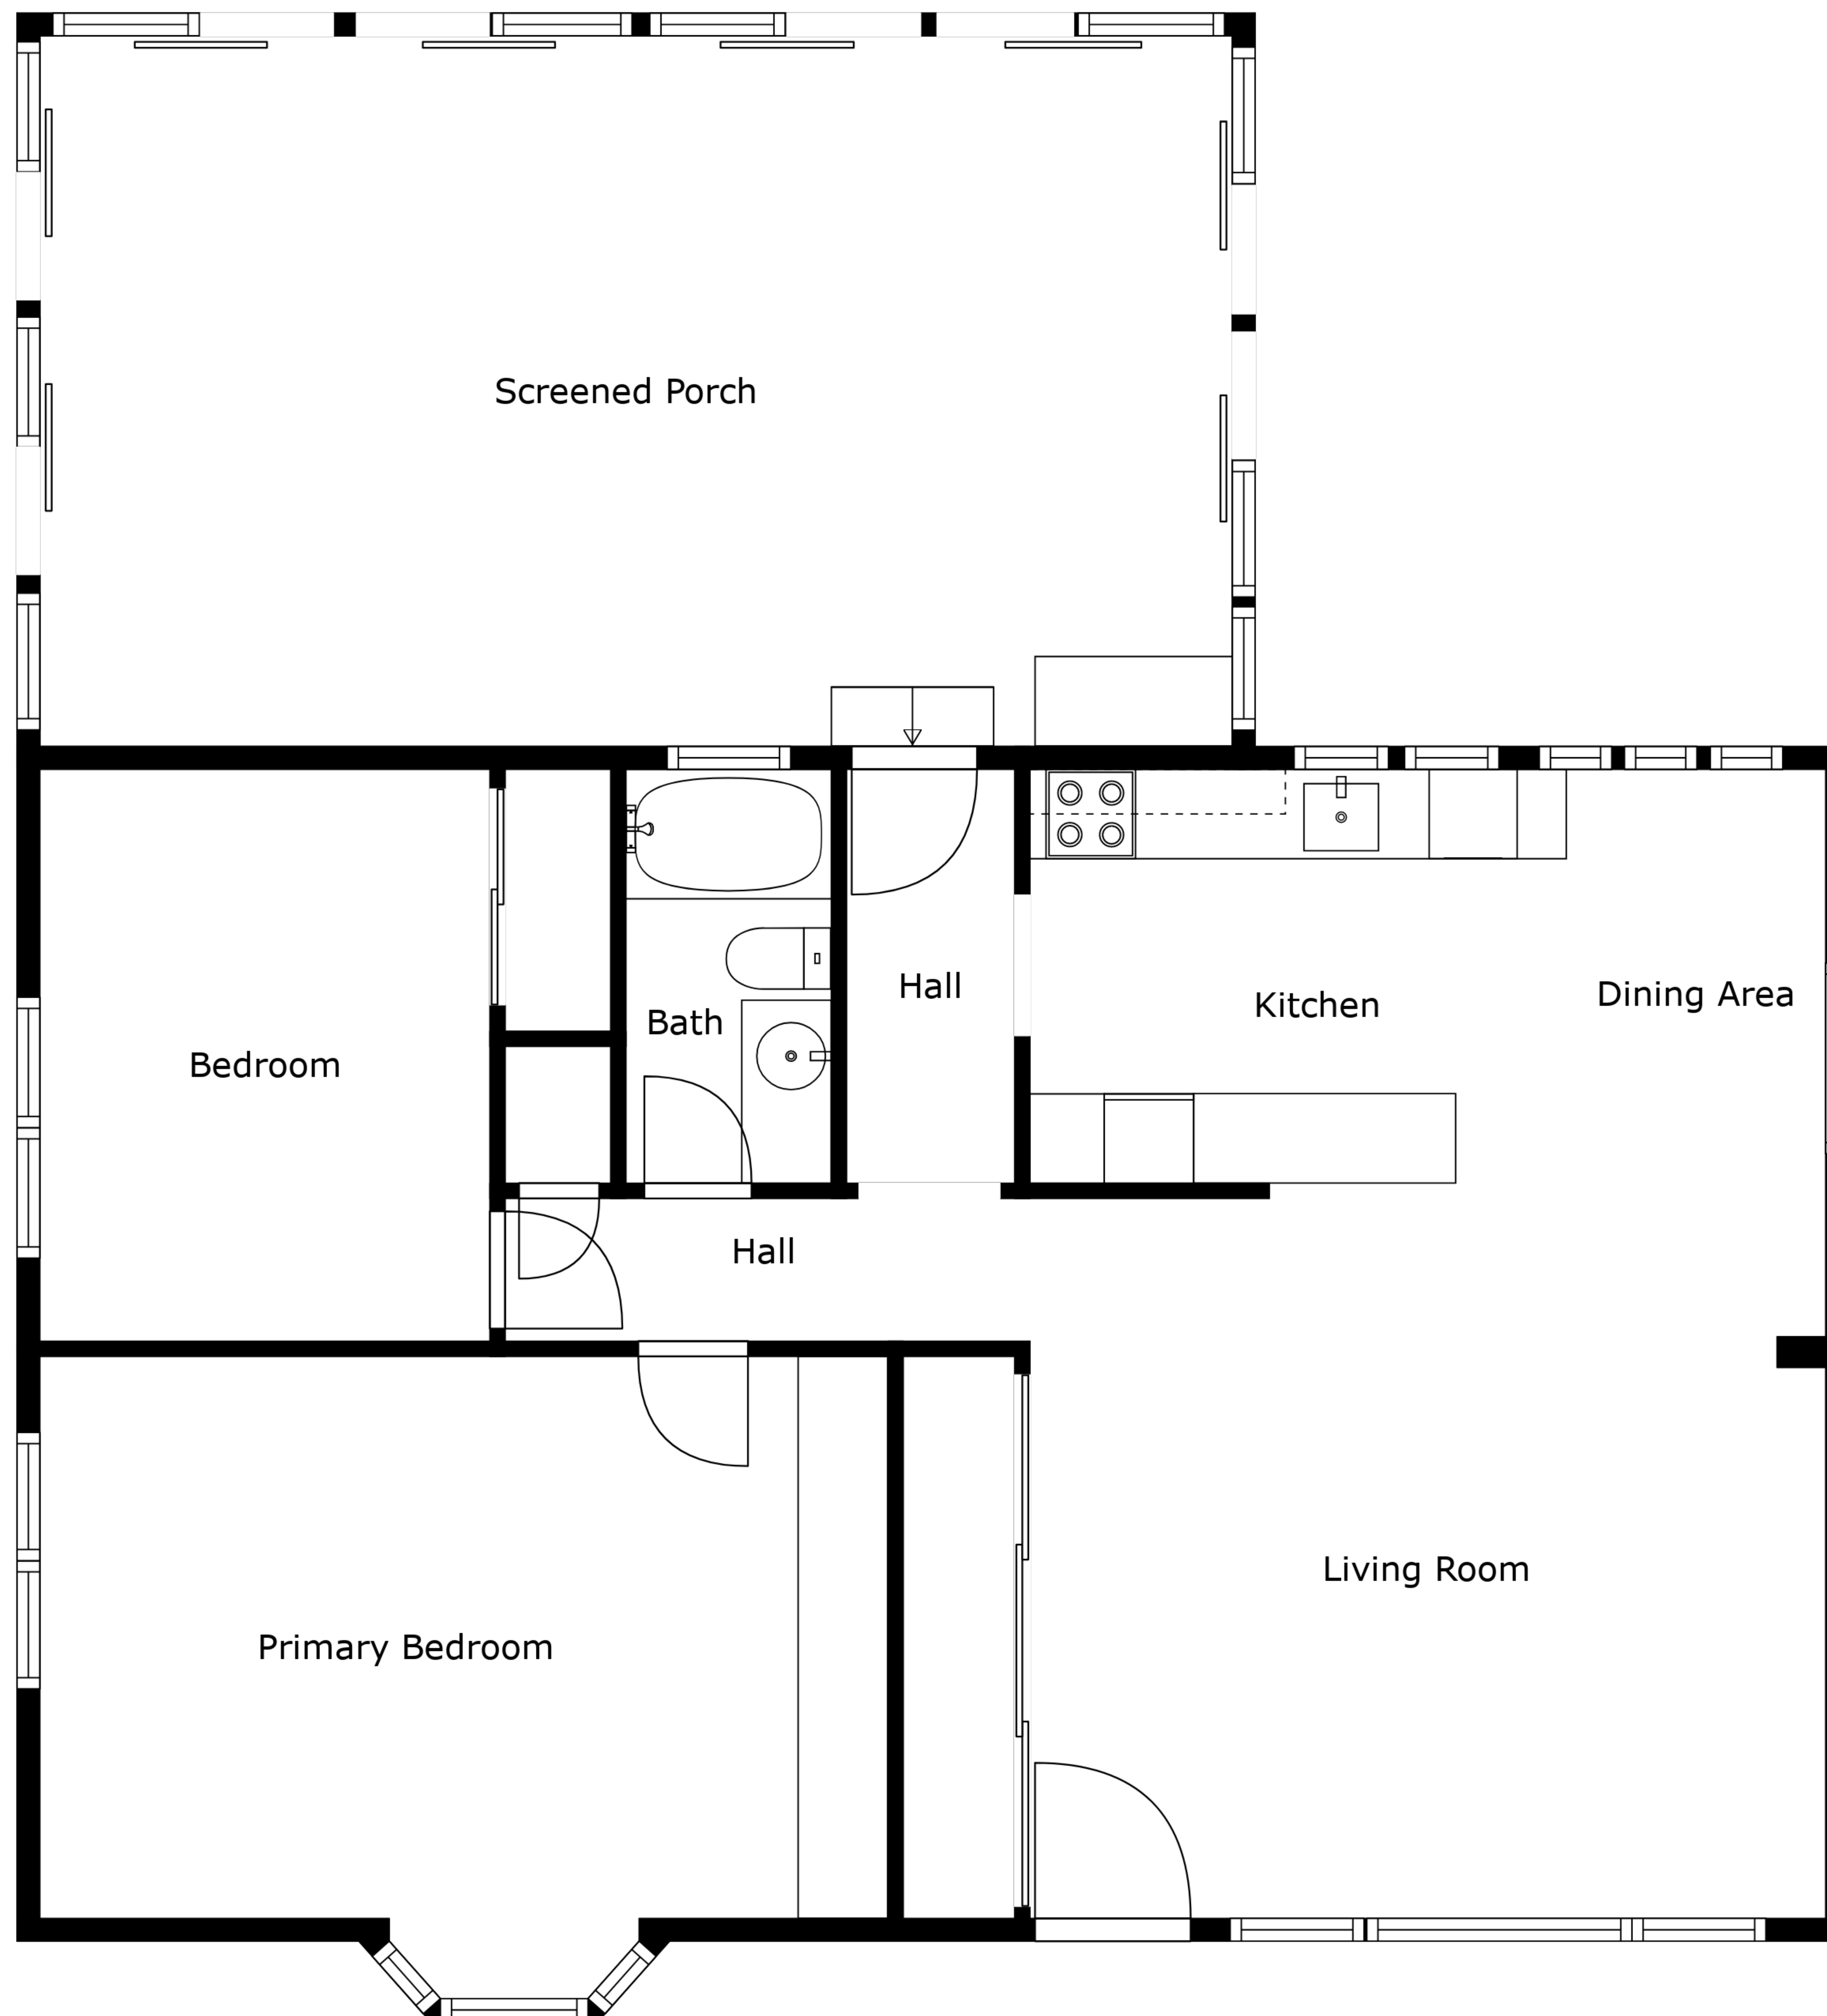 Screened Porch
Hall
Kitchen
Dining Area
Bath
Bedroom
Hall
Living Room
Primary Bedroom